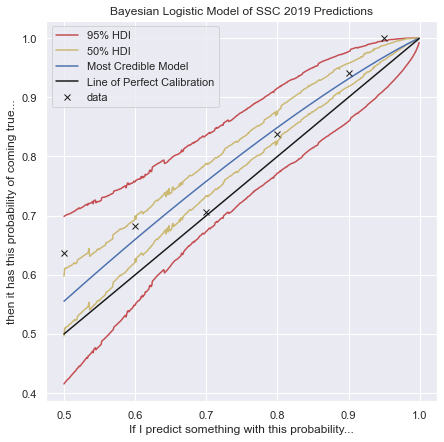 Bayesian Logistic Model of SSC 2019 Predictions
95% HDI
50% HDI
Most Credible Model
Line of Perfect Calibration
data
then it has this probability of coming true...
1.0
0.9
0.8
0.7
0.6
0.5
0.4
0.5 0.6 0.7 0.8 0.9 1.0
If I predict something with this probability...